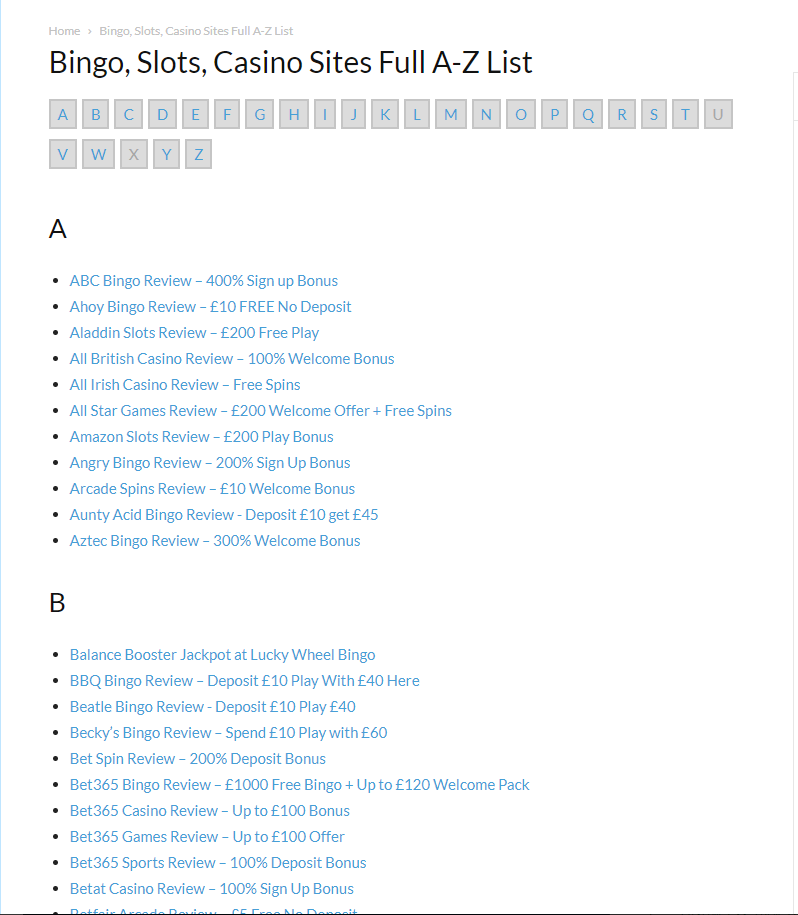 Home › Bingo, Slots, Casino Sites Full A-Z List
Bingo, Slots, Casino Sites Full A-Z List
A B C D E F G H I J K L M N O P Q R S T U
V W X Y Z
A
ABC Bingo Review – 400% Sign up Bonus
Ahoy Bingo Review – £10 FREE No Deposit
Aladdin Slots Review – £200 Free Play
All British Casino Review – 100% Welcome Bonus
All Irish Casino Review – Free Spins
All Star Games Review – £200 Welcome Offer + Free Spins
Amazon Slots Review – £200 Play Bonus
Angry Bingo Review – 200% Sign Up Bonus
Arcade Spins Review – £10 Welcome Bonus
Aunty Acid Bingo Review - Deposit £10 get £45
Aztec Bingo Review – 300% Welcome Bonus
B
Balance Booster Jackpot at Lucky Wheel Bingo
BBQ Bingo Review – Deposit £10 Play With £40 Here
Beatle Bingo Review - Deposit £10 Play £40
Becky’s Bingo Review – Spend £10 Play with £60
Bet Spin Review – 200% Deposit Bonus
Bet365 Bingo Review – £1000 Free Bingo + Up to £120 Welcome Pack
Bet365 Casino Review – Up to £100 Bonus
Bet365 Games Review – Up to £100 Offer
Bet365 Sports Review – 100% Deposit Bonus
Betat Casino Review – 100% Sign Up Bonus
Betfair Arcade Review – £5 Free No Deposit